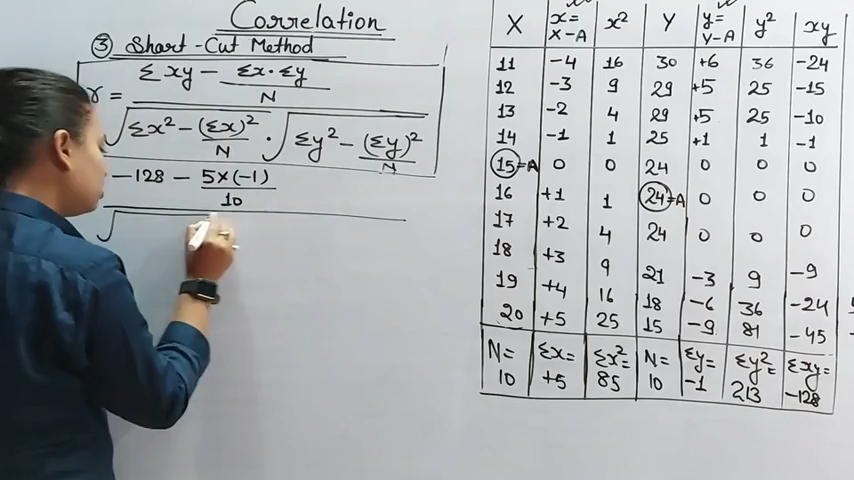 Correlation
③ Short-Cut Method
r = Σxy − Σx·Σy / N
√Σx² − (Σx)² / N · √Σy² − (Σy)² / N
−128 − 5×(−1) / 10
√
X | x= X−A | x² | Y | y= Y−A | y² | xy
11 | −4 | 16 | 30 | +6 | 36 | −24
12 | −3 | 9 | 29 | +5 | 25 | −15
13 | −2 | 4 | 29 | +5 | 25 | −10
14 | −1 | 1 | 25 | +1 | 1 | −1
15=A | 0 | 0 | 24 | 0 | 0 | 0
16 | +1 | 1 | 24=A | 0 | 0 | 0
17 | +2 | 4 | 24 | 0 | 0 | 0
18 | +3 | 9 | 21 | −3 | 9 | −9
19 | +4 | 16 | 18 | −6 | 36 | −24
20 | +5 | 25 | 15 | −9 | 81 | −45
N= 10 | Σx= +5 | Σx²= 85 | N= 10 | Σy= −1 | Σy²= 213 | Σxy= −128